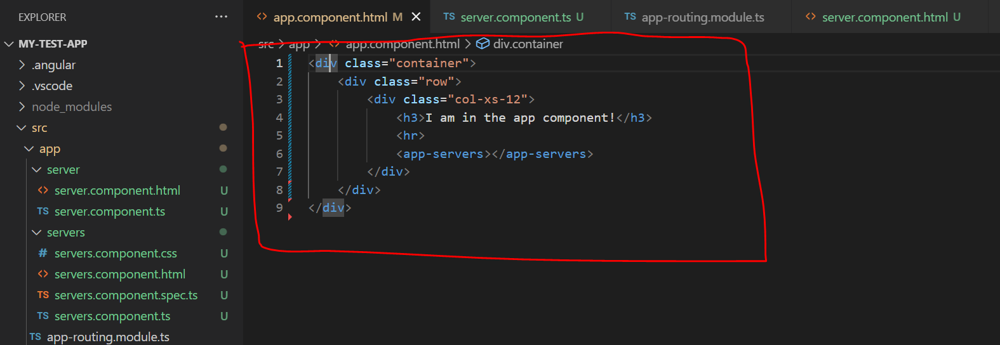 EXPLORER ...
MY-TEST-APP
.angular
.vscode
node_modules
src
app
server
server.component.html U
server.component.ts U
servers
# servers.component.css U
servers.component.html U
TS servers.component.spec.ts U
TS servers.component.ts U
TS app-routing.module.ts
<> app.component.html M ×
TS server.component.ts U
TS app-routing.module.ts
<> server.component.html U
src > app > <> app.component.html > div.container
1 <div class="container">
2 <div class="row">
3 <div class="col-xs-12">
4 <h3>I am in the app component!</h3>
5 <hr>
6 <app-servers></app-servers>
7 </div>
8 </div>
9 </div>